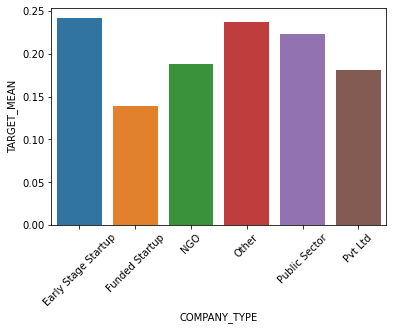 TARGET_MEAN
0.25
0.20
0.15
0.10
0.05
0.00
Early Stage Startup
Funded Startup
NGO
Other
Public Sector
Pvt Ltd
COMPANY_TYPE